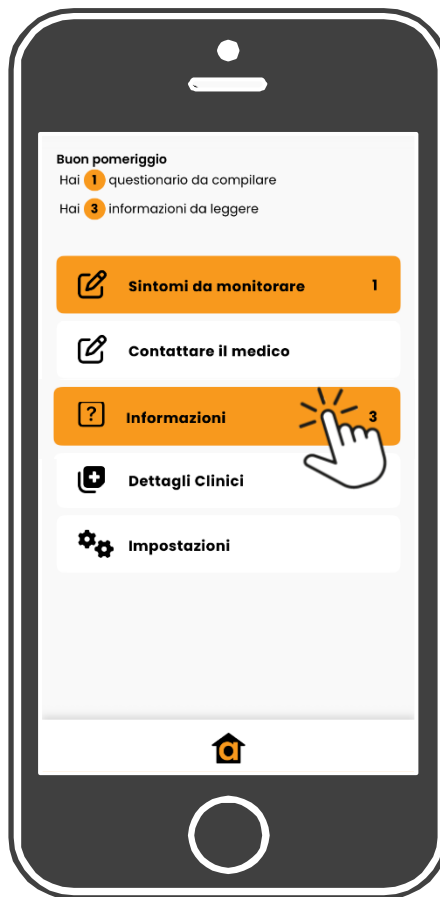 Buon pomeriggio
Hai 1 questionario da compilare
Hai 3 informazioni da leggere
Sintomi da monitorare 1
Contattare il medico
? Informazioni 3
Dettagli Clinici
Impostazioni
a